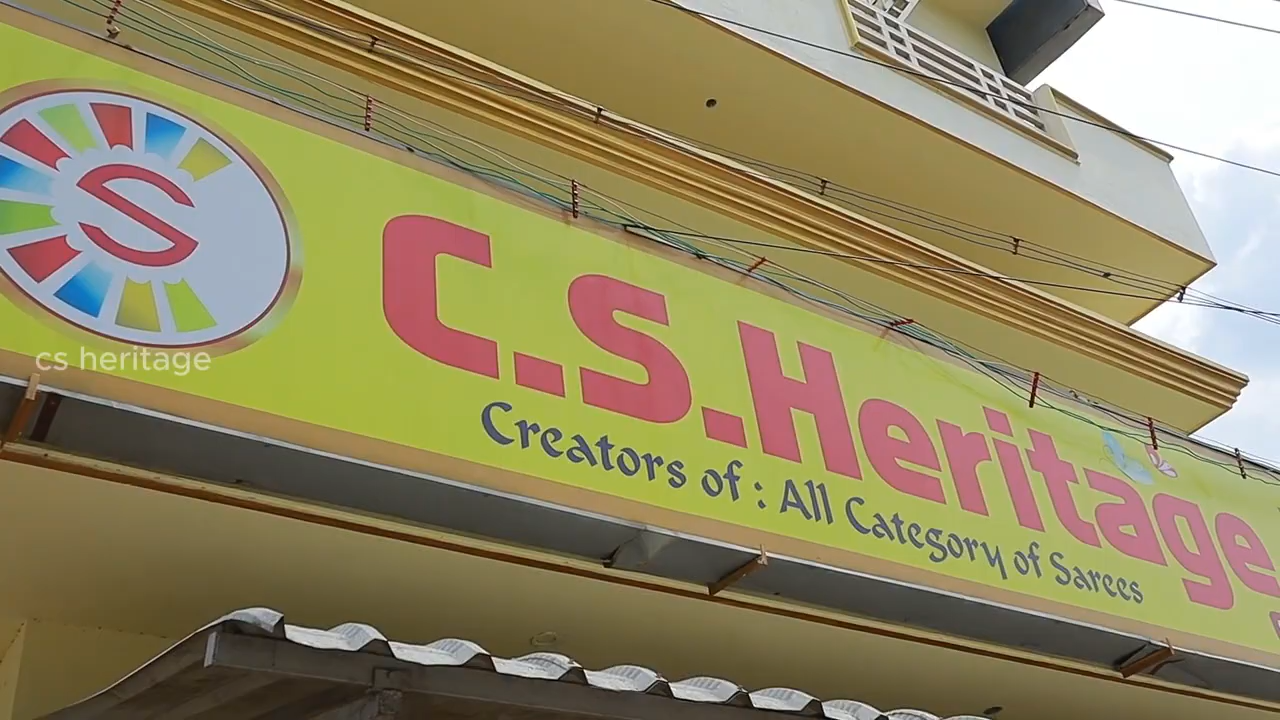 S
C.S.Heritage
Creators of : All Category of Sarees
cs heritage